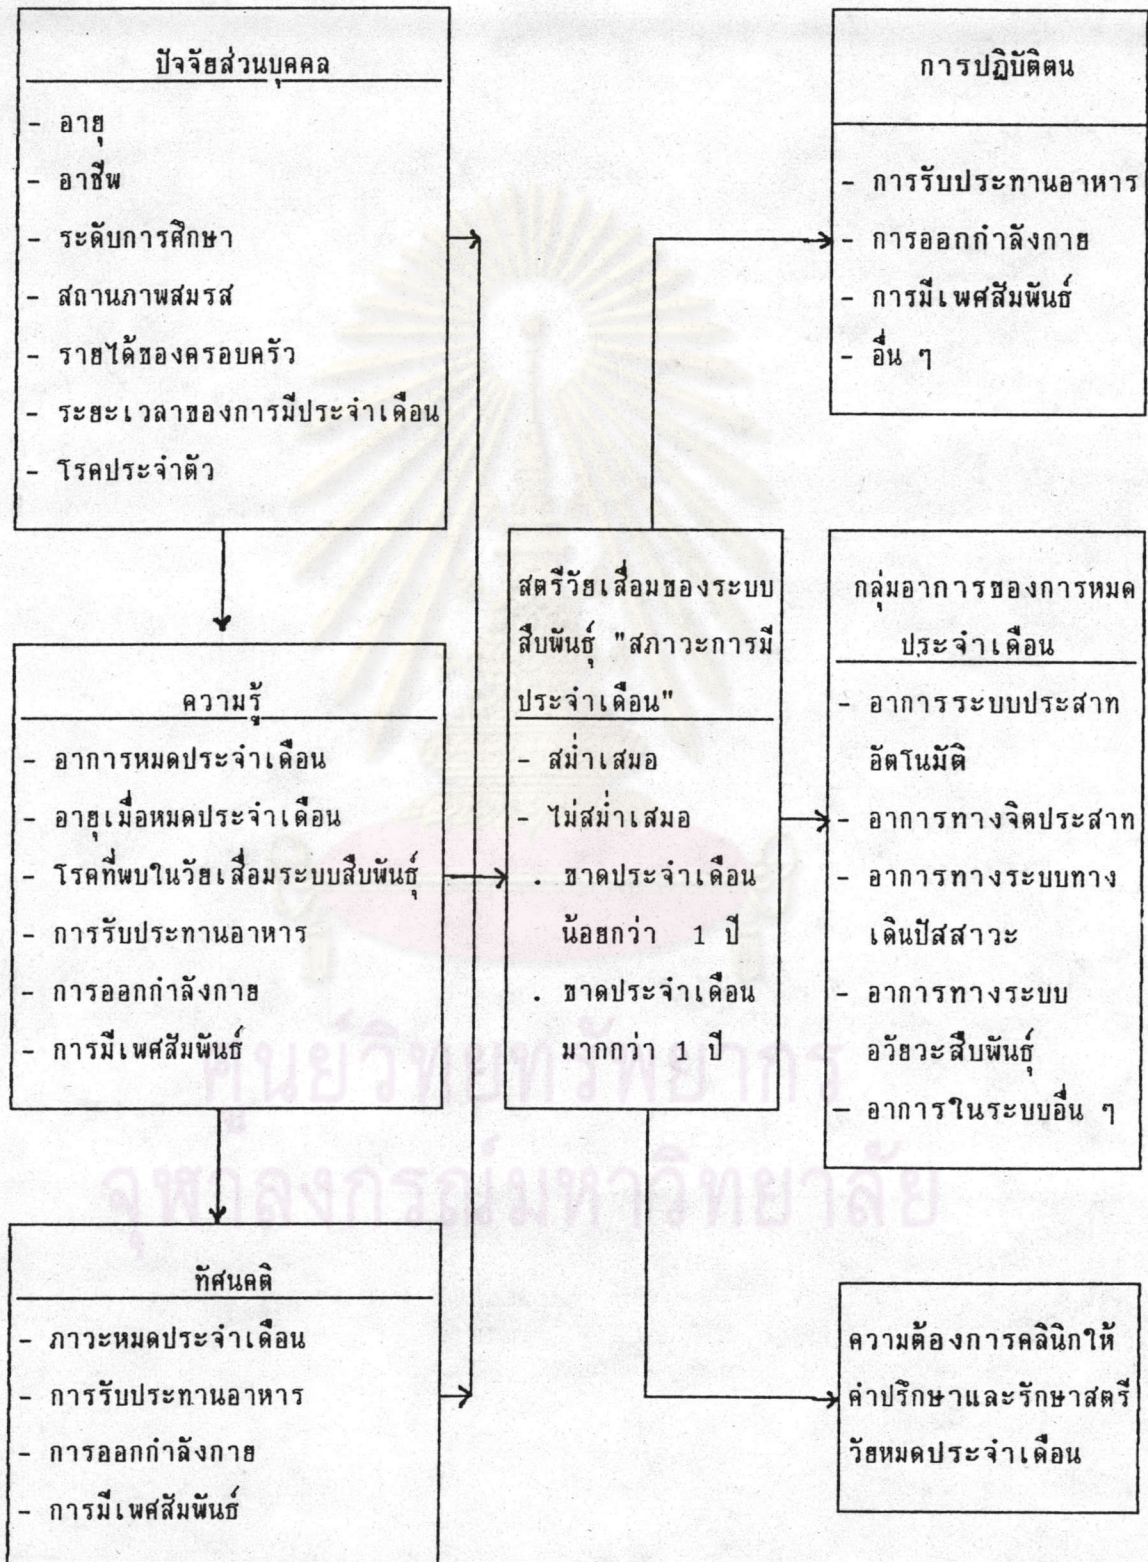 ปัจจัยส่วนบุคคล
- อายุ
- อาชีพ
- ระดับการศึกษา
- สถานภาพสมรส
- รายได้ของครอบครัว
- ระยะเวลาของการมีประจำเดือน
- โรคประจำตัว
ความรู้
- อาการหมดประจำเดือน
- อายุเมื่อหมดประจำเดือน
- โรคที่พบในวัยเสื่อมระบบสืบพันธุ์
- การรับประทานอาหาร
- การออกกำลังกาย
- การมีเพศสัมพันธ์
ทัศนคติ
- ภาวะหมดประจำเดือน
- การรับประทานอาหาร
- การออกกำลังกาย
- การมีเพศสัมพันธ์
สตรีวัยเสื่อมของระบบ
สืบพันธุ์ "สภาวะการมี
ประจำเดือน"
- สม่ำเสมอ
- ไม่สม่ำเสมอ
. ขาดประจำเดือน
น้อยกว่า 1 ปี
. ขาดประจำเดือน
มากกว่า 1 ปี
การปฏิบัติตน
- การรับประทานอาหาร
- การออกกำลังกาย
- การมีเพศสัมพันธ์
- อื่น ๆ
กลุ่มอาการของการหมด
ประจำเดือน
- อาการระบบประสาท
อัตโนมัติ
- อาการทางจิตประสาท
- อาการทางระบบทาง
เดินปัสสาวะ
- อาการทางระบบ
อวัยวะสืบพันธุ์
- อาการในระบบอื่น ๆ
ความต้องการคลินิกให้
คำปรึกษาและรักษาสตรี
วัยหมดประจำเดือน
ศูนย์วิทยทรัพยากร
จุฬาลงกรณ์มหาวิทยาลัย